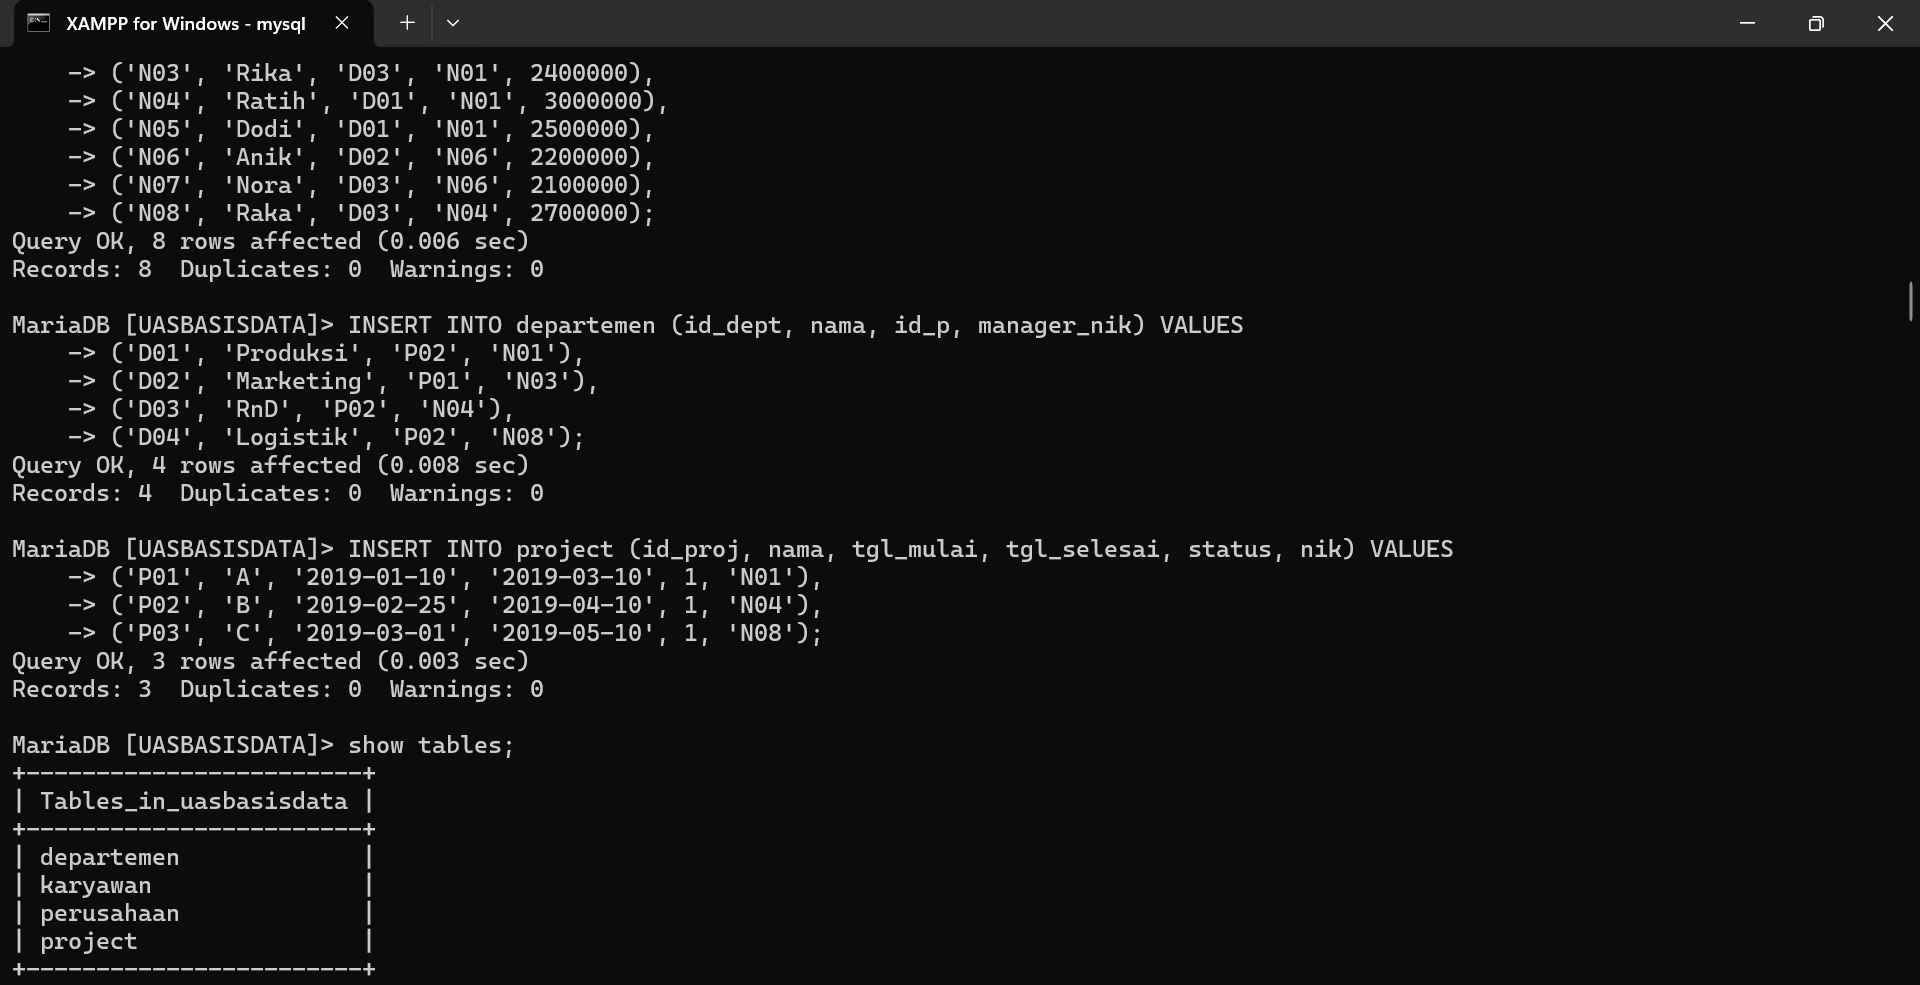 XAMPP for Windows - mysql
-> ('N03', 'Rika', 'D03', 'N01', 2400000),
-> ('N04', 'Ratih', 'D01', 'N01', 3000000),
-> ('N05', 'Dodi', 'D01', 'N01', 2500000),
-> ('N06', 'Anik', 'D02', 'N06', 2200000),
-> ('N07', 'Nora', 'D03', 'N06', 2100000),
-> ('N08', 'Raka', 'D03', 'N04', 2700000);
Query OK, 8 rows affected (0.006 sec)
Records: 8  Duplicates: 0  Warnings: 0
MariaDB [UASBASISDATA]> INSERT INTO departemen (id_dept, nama, id_p, manager_nik) VALUES
-> ('D01', 'Produksi', 'P02', 'N01'),
-> ('D02', 'Marketing', 'P01', 'N03'),
-> ('D03', 'RnD', 'P02', 'N04'),
-> ('D04', 'Logistik', 'P02', 'N08');
Query OK, 4 rows affected (0.008 sec)
Records: 4  Duplicates: 0  Warnings: 0
MariaDB [UASBASISDATA]> INSERT INTO project (id_proj, nama, tgl_mulai, tgl_selesai, status, nik) VALUES
-> ('P01', 'A', '2019-01-10', '2019-03-10', 1, 'N01'),
-> ('P02', 'B', '2019-02-25', '2019-04-10', 1, 'N04'),
-> ('P03', 'C', '2019-03-01', '2019-05-10', 1, 'N08');
Query OK, 3 rows affected (0.003 sec)
Records: 3  Duplicates: 0  Warnings: 0
MariaDB [UASBASISDATA]> show tables;
+------------------------+
| Tables_in_uasbasisdata |
+------------------------+
| departemen             |
| karyawan               |
| perusahaan             |
| project                |
+------------------------+